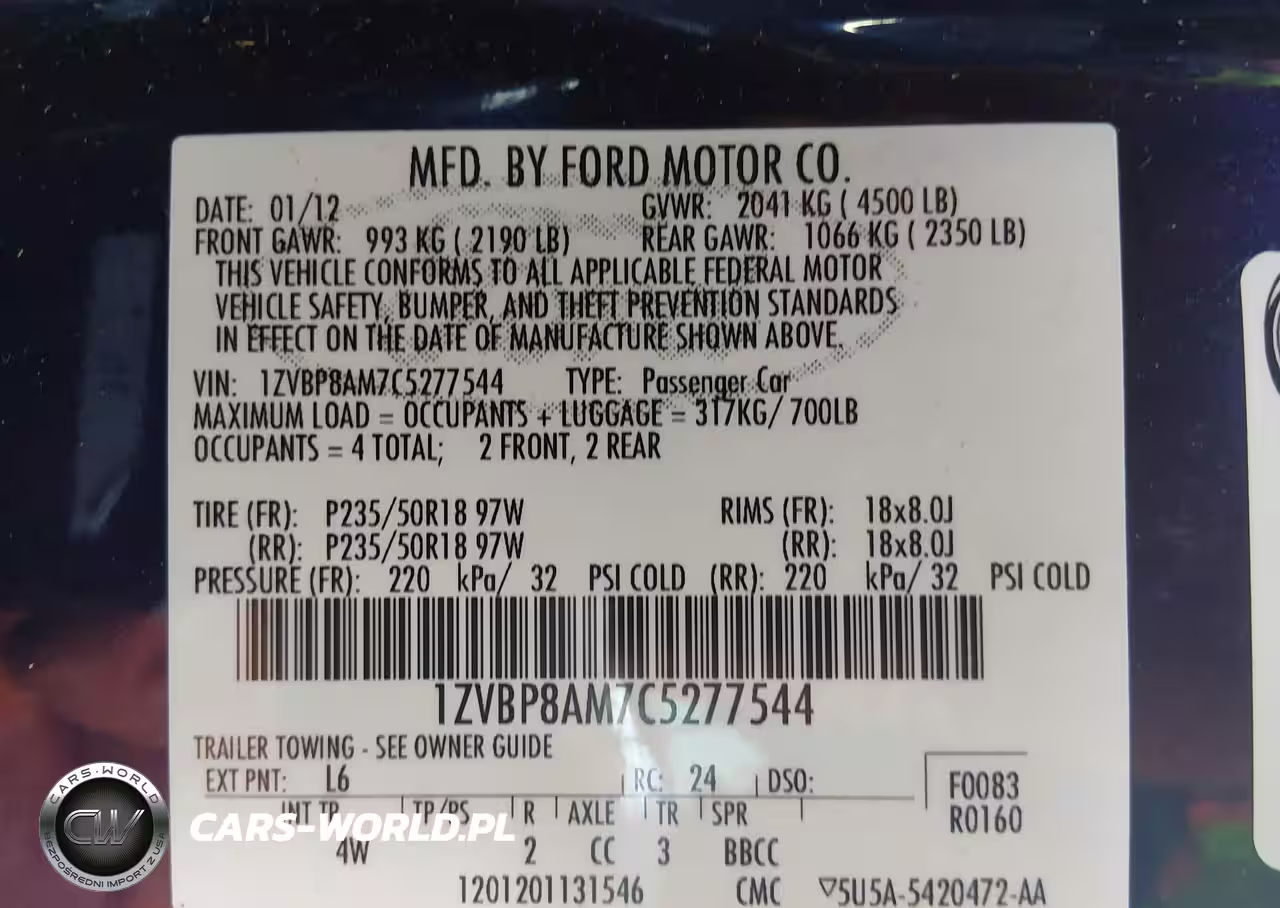 MFD. BY FORD MOTOR CO.
DATE: 01/12 GVWR: 2041 KG ( 4500 LB)
FRONT GAWR: 993 KG ( 2190 LB) REAR GAWR: 1066 KG ( 2350 LB)
THIS VEHICLE CONFORMS TO ALL APPLICABLE FEDERAL MOTOR
VEHICLE SAFETY, BUMPER, AND THEFT PREVENTION STANDARDS
IN EFFECT ON THE DATE OF MANUFACTURE SHOWN ABOVE.
VIN: 1ZVBP8AM7C5277544 TYPE: Passenger Car
MAXIMUM LOAD = OCCUPANTS + LUGGAGE = 317KG/ 700LB
OCCUPANTS = 4 TOTAL; 2 FRONT, 2 REAR
TIRE (FR): P235/50R18 97W RIMS (FR): 18x8.0J
(RR): P235/50R18 97W (RR): 18x8.0J
PRESSURE (FR): 220 kPa/ 32 PSI COLD (RR): 220 kPa/ 32 PSI COLD
1ZVBP8AM7C5277544
TRAILER TOWING - SEE OWNER GUIDE
EXT PNT: L6 RC: 24 DSO: F0083
INT TR TP/PS R AXLE TR SPR R0160
4W 2 CC 3 BBCC
1201201131546 CMC ▽5U5A-5420472-AA
CARS-WORLD
CW
BEZPOŚREDNI IMPORT Z USA
CARS-WORLD.PL